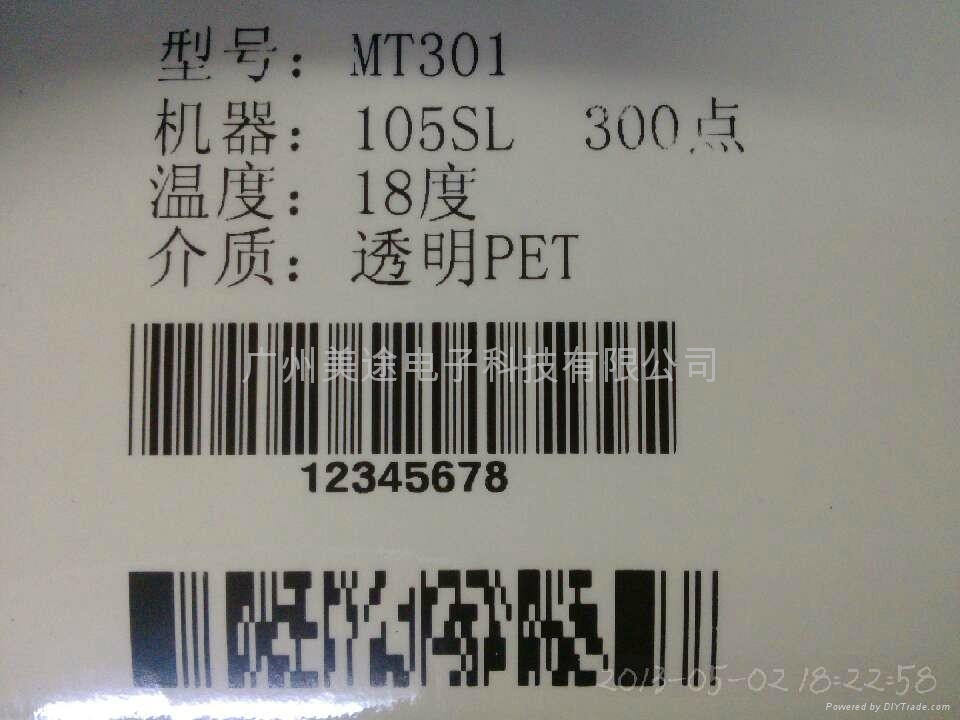 型号：MT301
机器：105SL 300点
温度：18度
介质：透明PET
广州美途电子科技有限公司
12345678
2018-05-02 18:22:58
Powered by DIYTrade.com